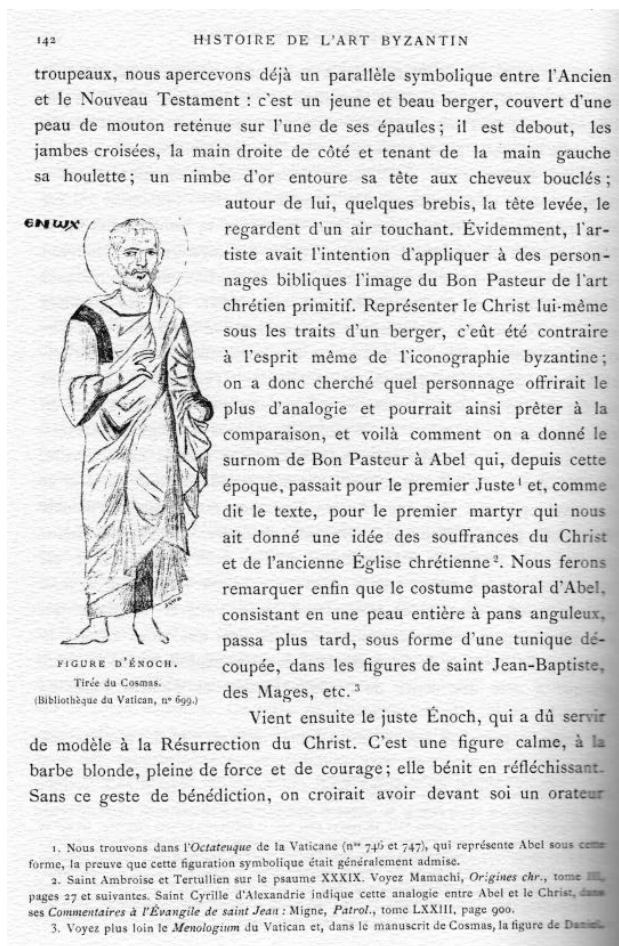 142 HISTOIRE DE L'ART BYZANTIN
troupeaux, nous apercevons déjà un parallèle symbolique entre l'Ancien
et le Nouveau Testament : c'est un jeune et beau berger, couvert d'une
peau de mouton retenue sur l'une de ses épaules; il est debout, les
jambes croisées, la main droite de côté et tenant de la main gauche
sa houlette; un nimbe d'or entoure sa tête aux cheveux bouclés;
autour de lui, quelques brebis, la tête levée, le
regardent d'un air touchant. Évidemment, l'ar-
tiste avait l'intention d'appliquer à des person-
nages bibliques l'image du Bon Pasteur de l'art
chrétien primitif. Représenter le Christ lui-même
sous les traits d'un berger, c'eût été contraire
à l'esprit même de l'iconographie byzantine;
on a donc cherché quel personnage offrirait le
plus d'analogie et pourrait ainsi prêter à la
comparaison, et voilà comment on a donné le
surnom de Bon Pasteur à Abel qui, depuis cette
époque, passait pour le premier Juste¹ et, comme
dit le texte, pour le premier martyr qui nous
ait donné une idée des souffrances du Christ
et de l'ancienne Église chrétienne². Nous ferons
remarquer enfin que le costume pastoral d'Abel,
consistant en une peau entière à pans anguleux,
passa plus tard, sous forme d'une tunique dé-
coupée, dans les figures de saint Jean-Baptiste,
des Mages, etc.³
ЄNWX
FIGURE D'ÉNOCH.
Tirée du Cosmas.
(Bibliothèque du Vatican, nº 699.)
Vient ensuite le juste Énoch, qui a dû servir
de modèle à la Résurrection du Christ. C'est une figure calme, à la
barbe blonde, pleine de force et de courage; elle bénit en réfléchissant.
Sans ce geste de bénédiction, on croirait avoir devant soi un orateur
1. Nous trouvons dans l'Octateuque de la Vaticane (nᵒˢ 746 et 747), qui représente Abel sous cette
forme, la preuve que cette figuration symbolique était généralement admise.
2. Saint Ambroise et Tertullien sur le psaume XXXIX. Voyez Mamachi, Origines chr., tome III,
pages 27 et suivantes. Saint Cyrille d'Alexandrie indique cette analogie entre Abel et le Christ, dans
ses Commentaires à l'Évangile de saint Jean : Migne, Patrol., tome LXXIII, page 900.
3. Voyez plus loin le Menologium du Vatican et, dans le manuscrit de Cosmas, la figure de Daniel.